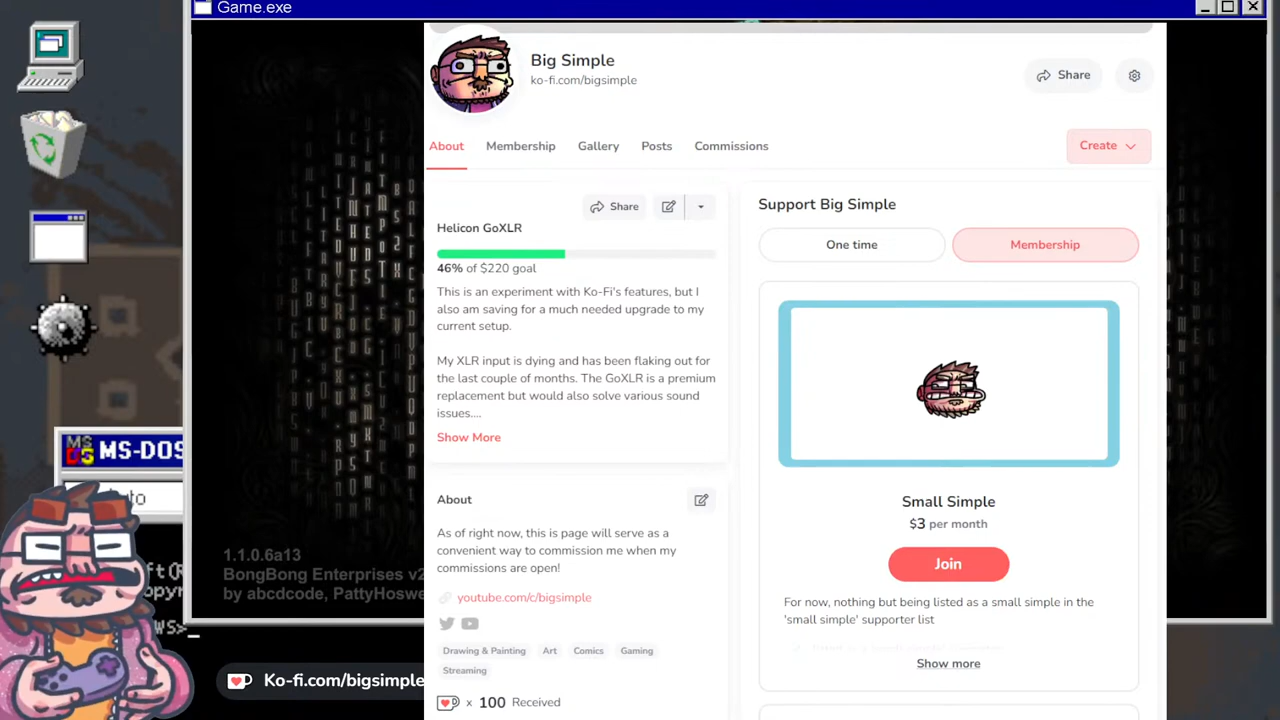 Game.exe
Big Simple
ko-fi.com/bigsimple
Share
About
Membership
Gallery
Posts
Commissions
Create
Share
Helicon GoXLR
46% of $220 goal
This is an experiment with Ko-Fi's features, but I
also am saving for a much needed upgrade to my
current setup.
My XLR input is dying and has been flaking out for
the last couple of months. The GoXLR is a premium
replacement but would also solve various sound
issues....
Show More
About
As of right now, this is page will serve as a
convenient way to commission me when my
commissions are open!
youtube.com/c/bigsimple
Drawing & Painting
Art
Comics
Gaming
Streaming
x 100 Received
Support Big Simple
One time
Membership
Small Simple
$3 per month
Join
For now, nothing but being listed as a small simple in the
'small simple' supporter list
Show more
MS-DOS
1.1.0.6a13
BongBong Enterprises v2
by abcdcode, PattyHoswe
Ko-fi.com/bigsimple